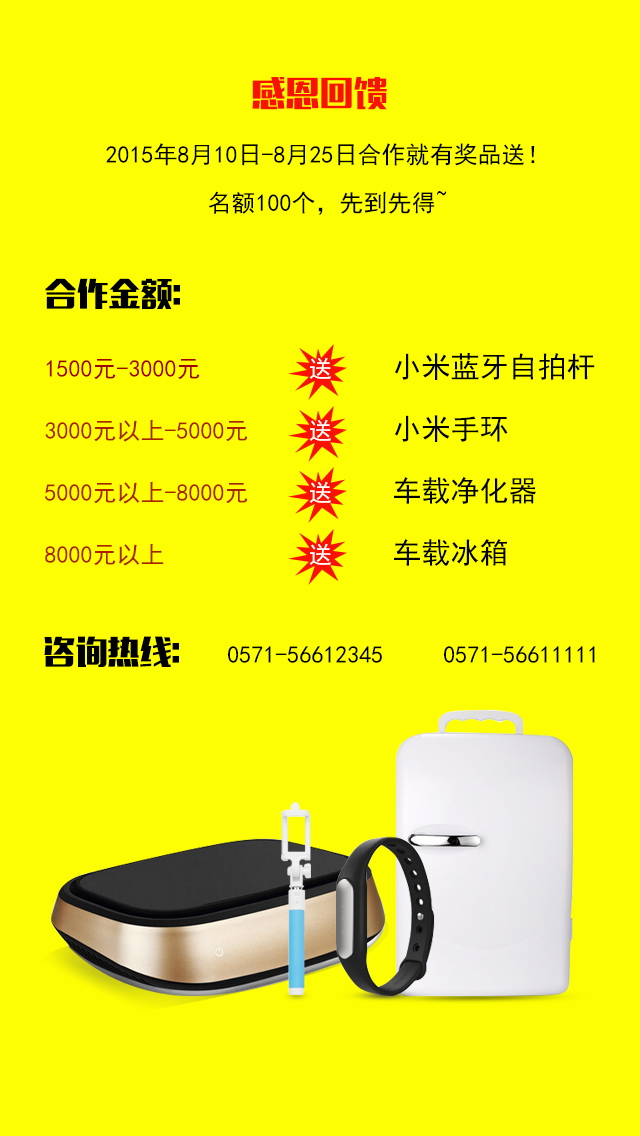 感恩回馈
2015年8月10日-8月25日合作就有奖品送！
名额100个，先到先得~
合作金额：
1500元-3000元 送 小米蓝牙自拍杆
3000元以上-5000元 送 小米手环
5000元以上-8000元 送 车载净化器
8000元以上 送 车载冰箱
咨询热线： 0571-56612345 0571-56611111